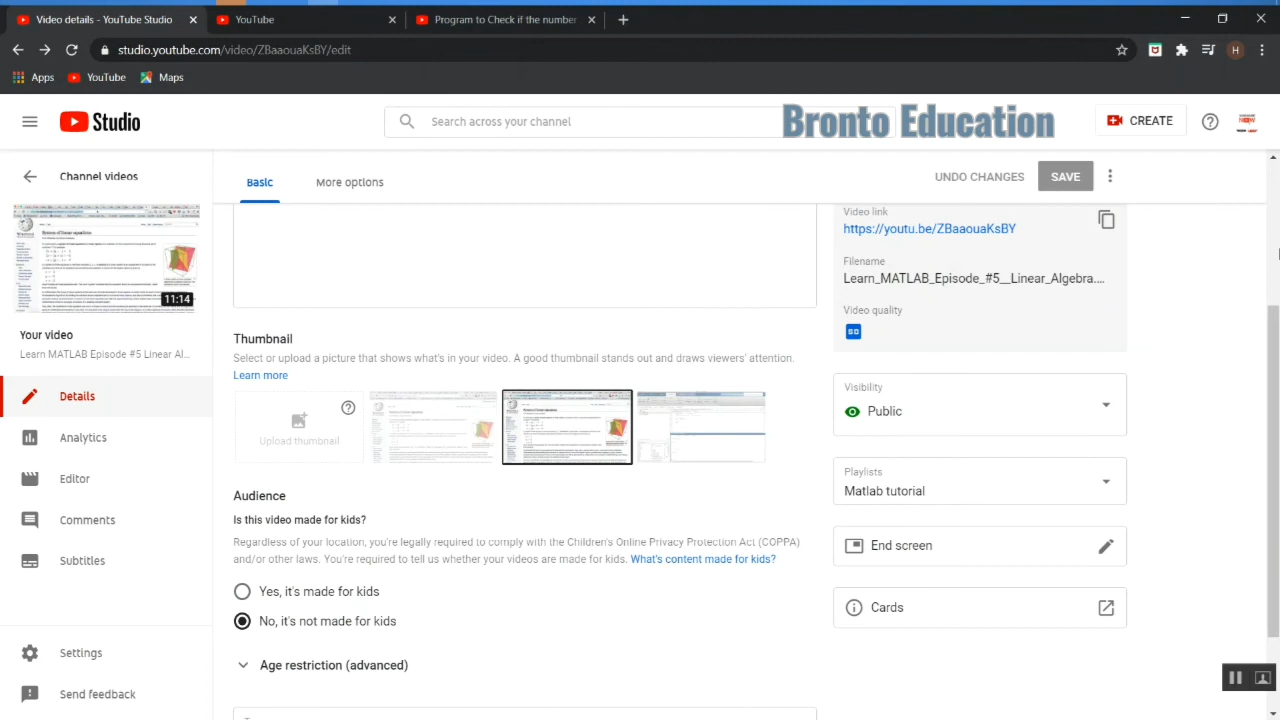 Video details - YouTube Studio
YouTube
Program to Check if the number
studio.youtube.com/video/ZBaaouaKsBY/edit
H
Apps
YouTube
Maps
Studio
Search across your channel
Bronto Education
CREATE
Channel videos
Basic
More options
UNDO CHANGES
SAVE
11:14
Your video
Learn MATLAB Episode #5 Linear Al...
Details
Analytics
Editor
Comments
Subtitles
Settings
Send feedback
Thumbnail
Select or upload a picture that shows what's in your video. A good thumbnail stands out and draws viewers' attention.
Learn more
Upload thumbnail
Audience
Is this video made for kids?
Regardless of your location, you're legally required to comply with the Children's Online Privacy Protection Act (COPPA)
and/or other laws. You're required to tell us whether your videos are made for kids. What's content made for kids?
Yes, it's made for kids
No, it's not made for kids
Age restriction (advanced)
Video link
https://youtu.be/ZBaaouaKsBY
Filename
Learn_MATLAB_Episode_#5__Linear_Algebra....
Video quality
SD
Visibility
Public
Playlists
Matlab tutorial
End screen
Cards